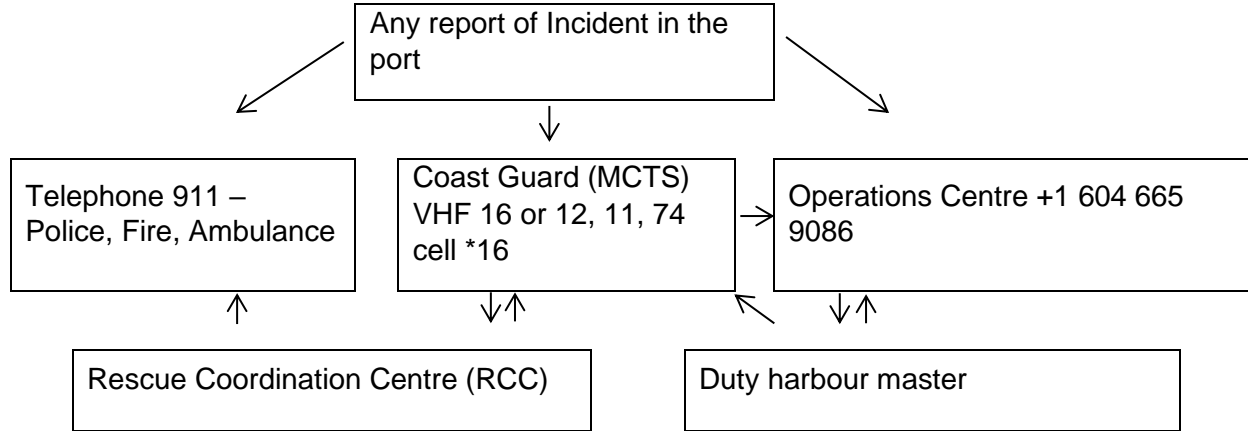 Any report of Incident in the
port
Telephone 911 –
Police, Fire, Ambulance
Coast Guard (MCTS)
VHF 16 or 12, 11, 74
cell *16
Operations Centre +1 604 665
9086
Rescue Coordination Centre (RCC)
Duty harbour master